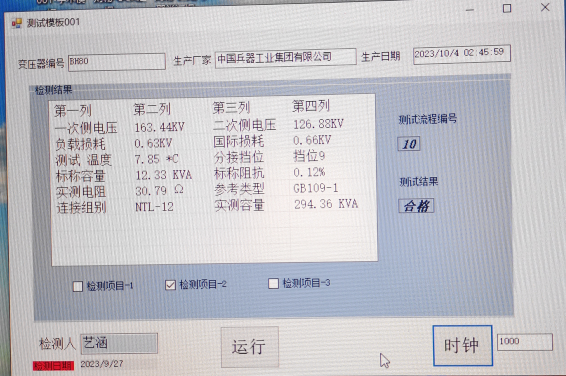 测试模板001
变压器编号 BH80 生产厂家 中国兵器工业集团有限公司 生产日期 2023/10/4 02:45:59
检测结果
第一列 第二列 第三列 第四列
一次侧电压 163.44KV 二次侧电压 126.88KV
负载损耗 0.63KV 国际损耗 0.66KV
测试 温度 7.85 *C 分接挡位 挡位9
标称容量 12.33 KVA 标称阻抗 0.12%
实测电阻 30.79 Ω 参考类型 GB109-1
连接组别 NTL-12 实测容量 294.36 KVA
测试流程编号
10
测试结果
合格
检测项目-1 检测项目-2 检测项目-3
检测人 艺涵 运行 时钟 1000
检测日期 2023/9/27